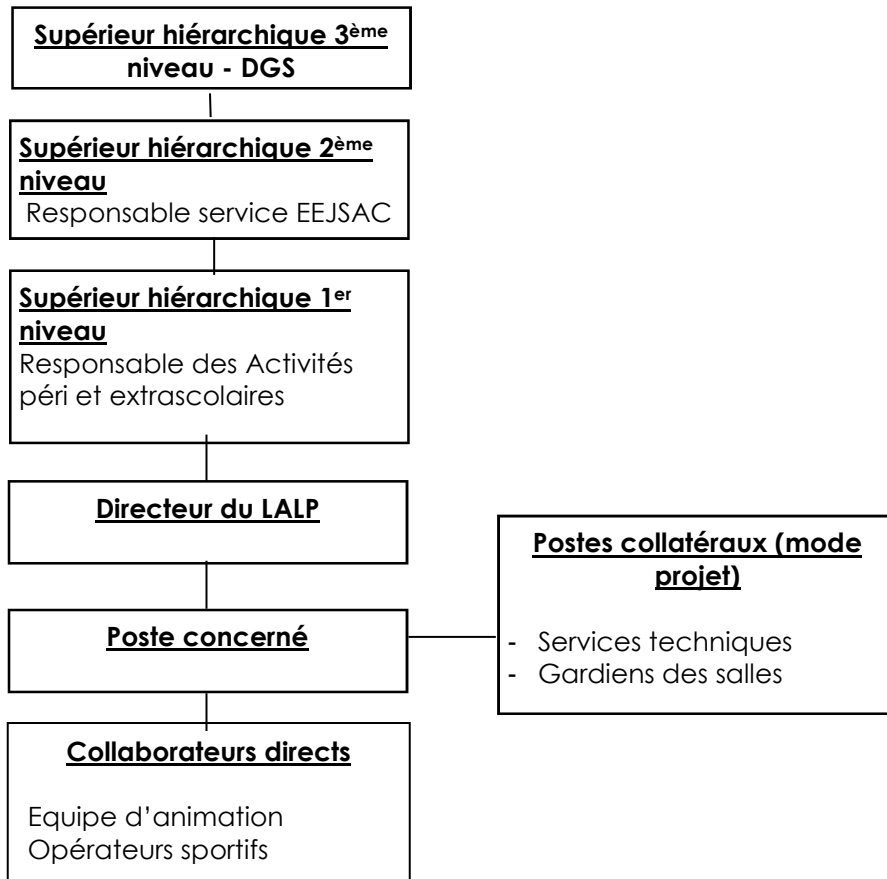 Supérieur hiérarchique 3ème
niveau - DGS
Supérieur hiérarchique 2ème
niveau
Responsable service EEJSAC
Supérieur hiérarchique 1er
niveau
Responsable des Activités
péri et extrascolaires
Directeur du LALP
Postes collatéraux (mode
projet)
- Services techniques
- Gardiens des salles
Poste concerné
Collaborateurs directs
Equipe d'animation
Opérateurs sportifs